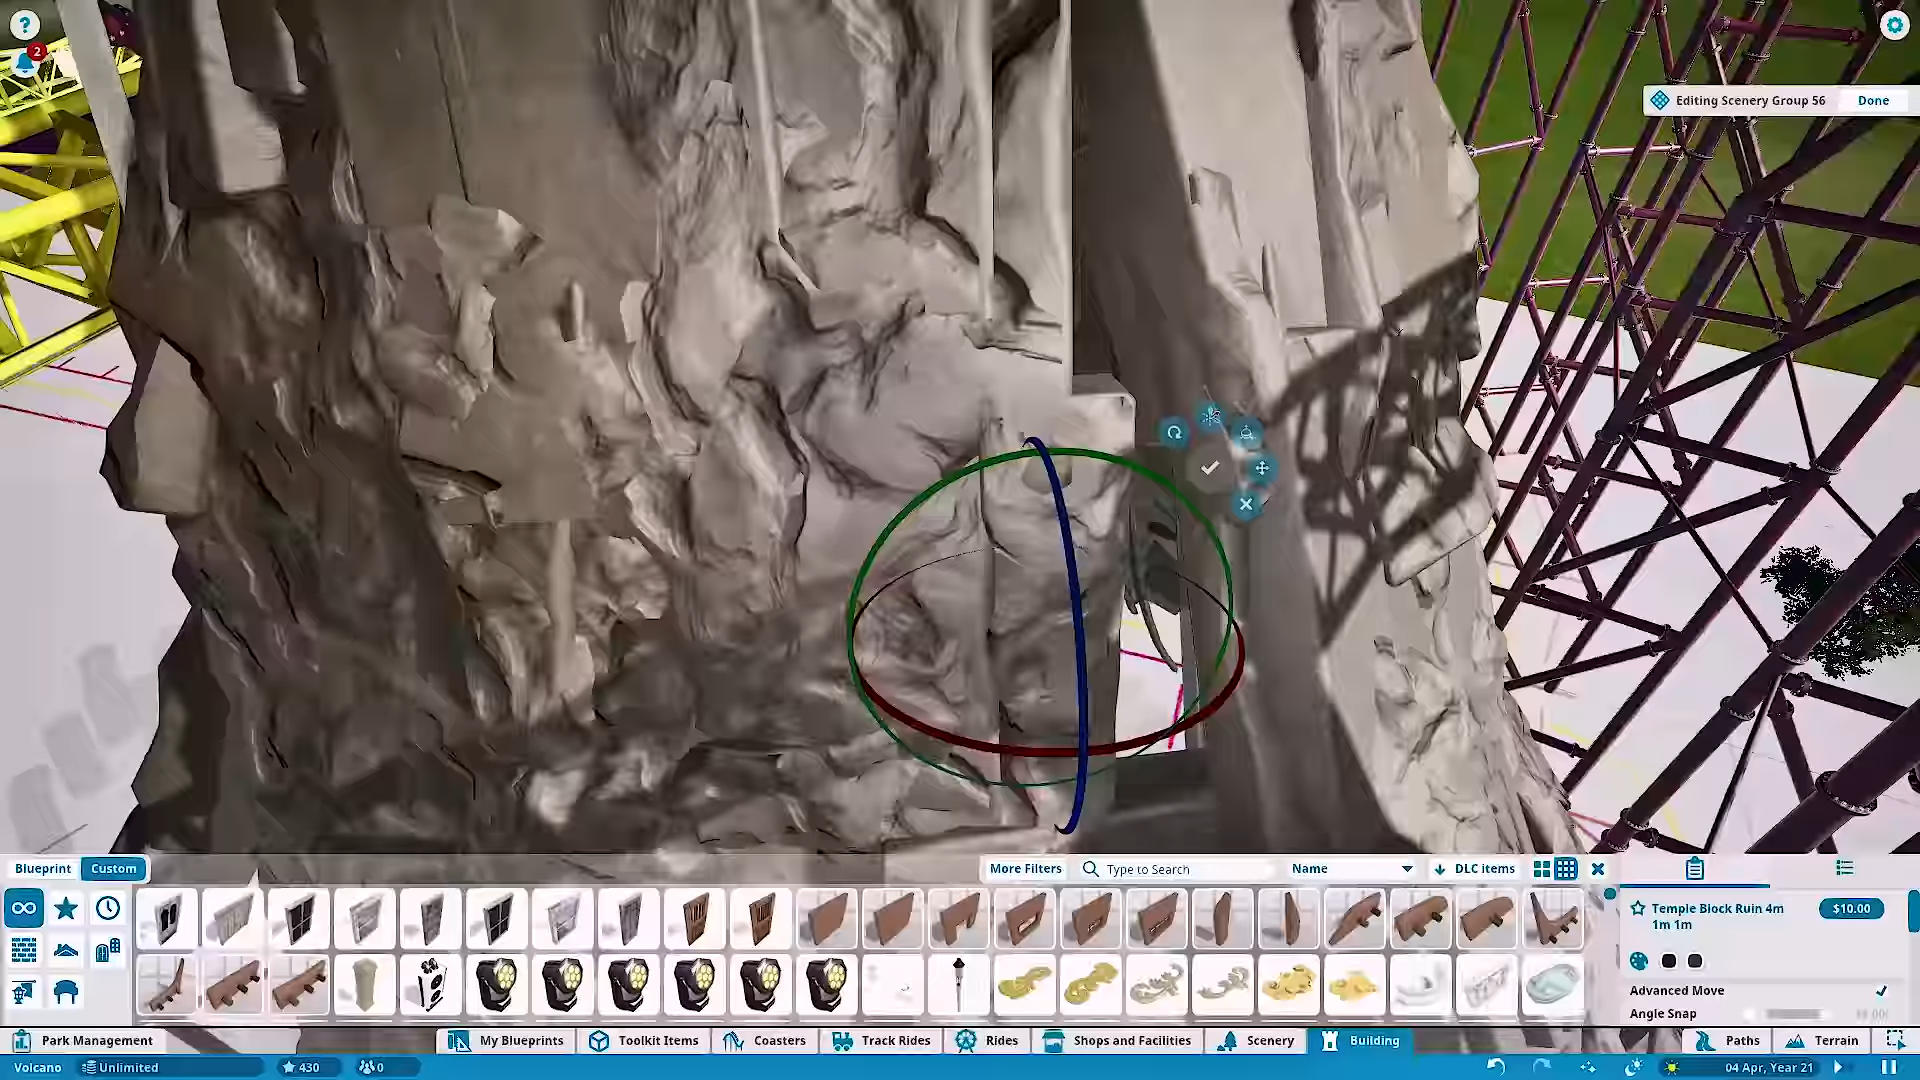 ?
2
Editing Scenery Group 56
Done
Blueprint
Custom
More Filters
Type to Search
Name
DLC items
Temple Block Ruin 4m
1m 1m
$10.00
Advanced Move
Angle Snap
Park Management
My Blueprints
Toolkit Items
Coasters
Track Rides
Rides
Shops and Facilities
Scenery
Building
Paths
Terrain
Volcano
Unlimited
430
0
04 Apr, Year 21